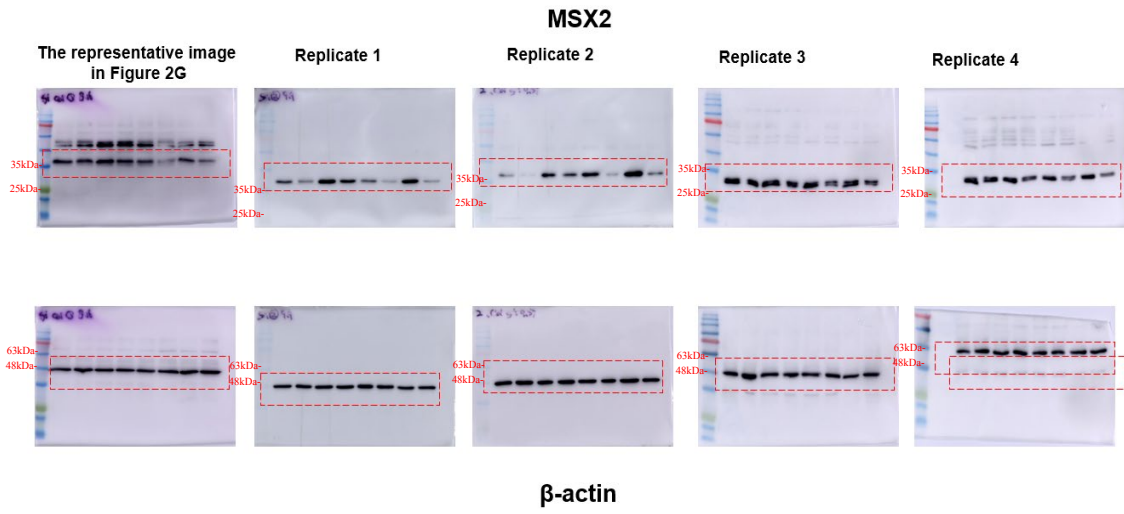 MSX2
The representative image
in Figure 2G
Replicate 1
Replicate 2
Replicate 3
Replicate 4
35kDa
25kDa-
35kDa
25kDa-
35kDa-
25kDa-
35kDa
25kDa-
35kDa
25kDa-
63kDa-
48kDa-
63kDa-
48kDa-
63kDa-
48kDa-
63kDa-
48kDa-
63kDa-
48kDa-
β-actin